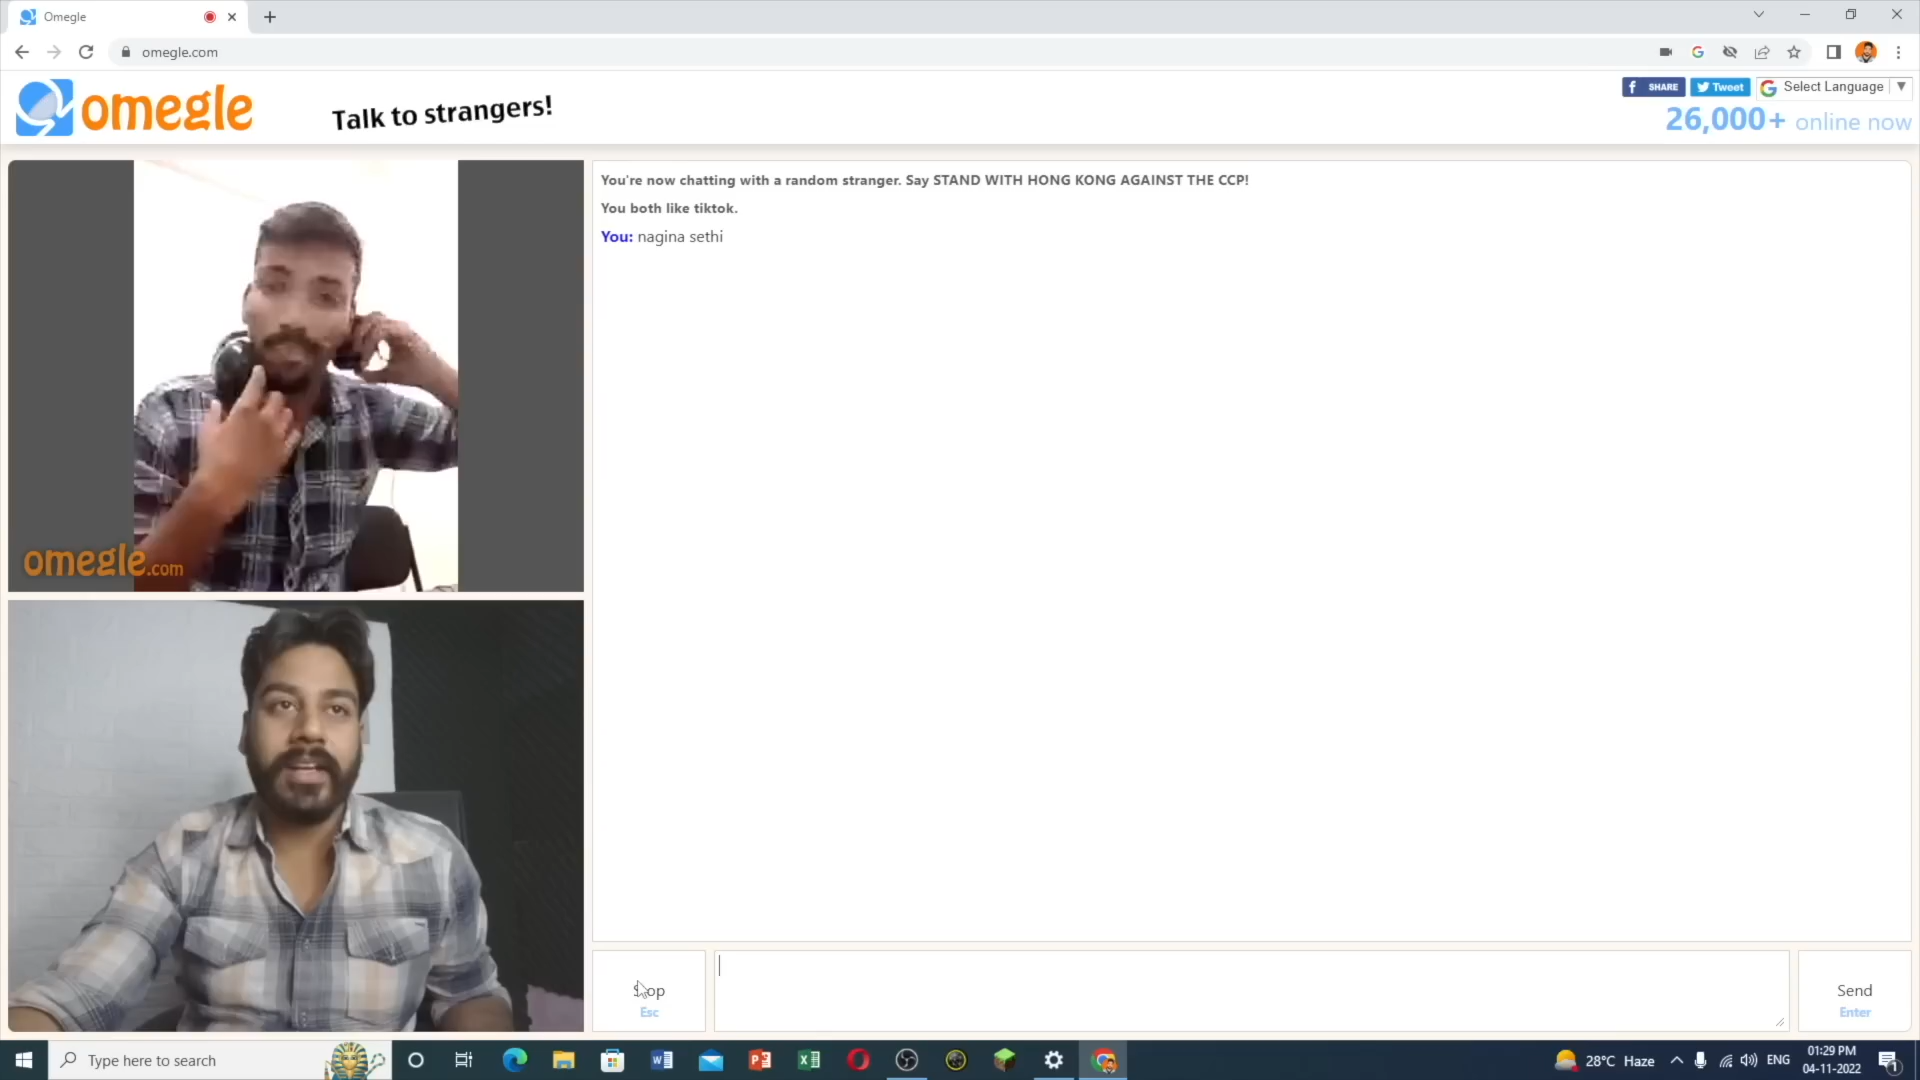 Omegle
omegle.com
omegle
Talk to strangers!
SHARE
Tweet
Select Language
26,000+ online now
You're now chatting with a random stranger. Say STAND WITH HONG KONG AGAINST THE CCP!
You both like tiktok.
You: nagina sethi
omegle.com
Stop
Esc
Send
Enter
Type here to search
28°C Haze
ENG
01:29 PM
04-11-2022
1